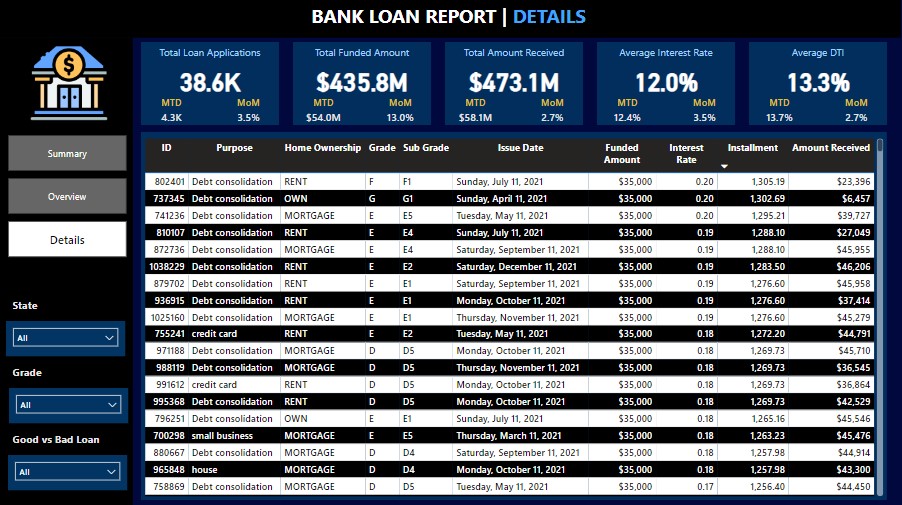 BANK LOAN REPORT | DETAILS
Total Loan Applications
38.6K
MTD MoM
4.3K 3.5%
Total Funded Amount
$435.8M
MTD MoM
$54.0M 13.0%
Total Amount Received
$473.1M
MTD MoM
$58.1M 2.7%
Average Interest Rate
12.0%
MTD MoM
12.4% 3.5%
Average DTI
13.3%
MTD MoM
13.7% 2.7%
Summary
Overview
Details
State
All
Grade
All
Good vs Bad Loan
All
ID Purpose Home Ownership Grade Sub Grade Issue Date Funded Amount Interest Rate Installment Amount Received
802401 Debt consolidation RENT F F1 Sunday, July 11, 2021 $35,000 0.20 1,305.19 $23,396
737345 Debt consolidation OWN G G1 Sunday, April 11, 2021 $35,000 0.20 1,302.69 $6,457
741236 Debt consolidation MORTGAGE E E5 Tuesday, May 11, 2021 $35,000 0.20 1,295.21 $39,727
810107 Debt consolidation RENT E E4 Sunday, July 11, 2021 $35,000 0.19 1,288.10 $27,049
872736 Debt consolidation MORTGAGE E E4 Saturday, September 11, 2021 $35,000 0.19 1,288.10 $45,955
1038229 Debt consolidation RENT E E2 Saturday, December 11, 2021 $35,000 0.19 1,283.50 $46,206
879702 Debt consolidation RENT E E1 Saturday, September 11, 2021 $35,000 0.19 1,276.60 $45,958
936915 Debt consolidation RENT E E1 Monday, October 11, 2021 $35,000 0.19 1,276.60 $37,414
1025160 Debt consolidation MORTGAGE E E1 Thursday, November 11, 2021 $35,000 0.19 1,276.60 $45,279
755241 credit card RENT E E2 Tuesday, May 11, 2021 $35,000 0.18 1,272.20 $44,791
971188 Debt consolidation MORTGAGE D D5 Monday, October 11, 2021 $35,000 0.18 1,269.73 $45,710
988119 Debt consolidation MORTGAGE D D5 Thursday, November 11, 2021 $35,000 0.18 1,269.73 $36,545
991612 credit card RENT D D5 Monday, October 11, 2021 $35,000 0.18 1,269.73 $36,864
995368 Debt consolidation RENT D D5 Monday, October 11, 2021 $35,000 0.18 1,269.73 $42,529
796251 Debt consolidation OWN E E1 Sunday, July 11, 2021 $35,000 0.18 1,265.16 $45,546
700298 small business MORTGAGE E E5 Thursday, March 11, 2021 $35,000 0.18 1,263.23 $45,476
880667 Debt consolidation MORTGAGE D D4 Saturday, September 11, 2021 $35,000 0.18 1,257.98 $44,914
965848 house MORTGAGE D D4 Monday, October 11, 2021 $35,000 0.18 1,257.98 $43,300
758869 Debt consolidation MORTGAGE D D5 Tuesday, May 11, 2021 $35,000 0.17 1,256.40 $44,450